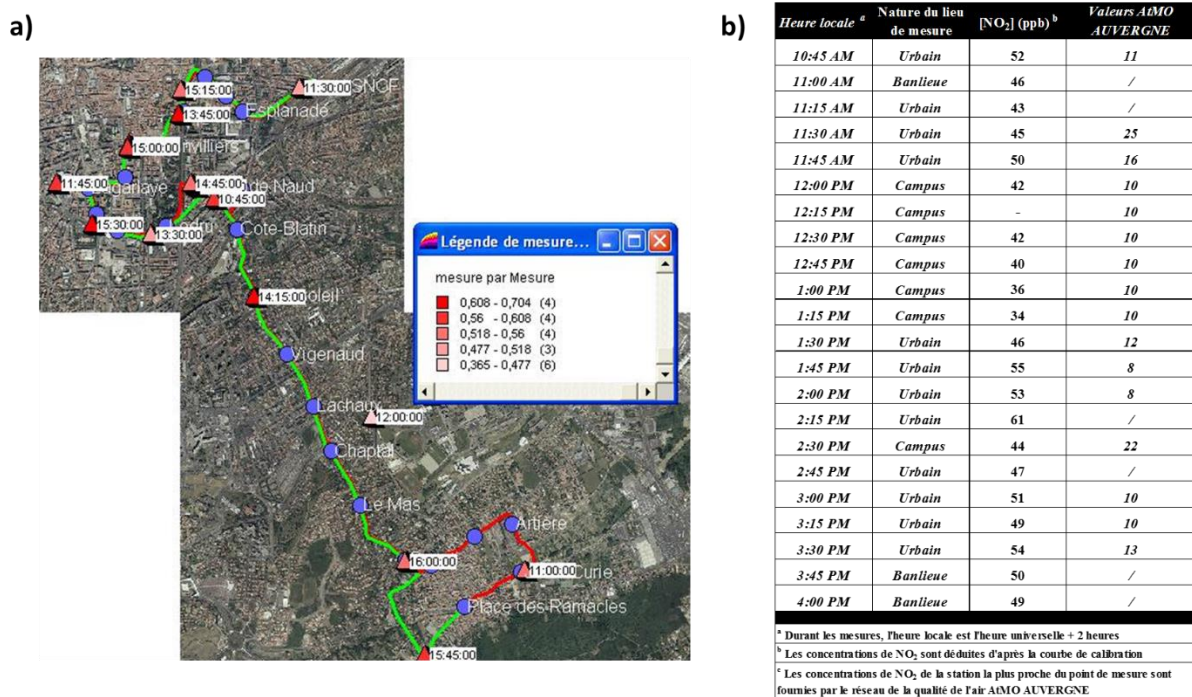 a)
15:15:00
11:30:00 SNCF
13:45:00 Esplanade
15:00:00
11:45:00
14:45:00 de Naud
10:45:00
15:30:00
13:30:00
Cote-Blatin
14:15:00 oleil
Vigenaud
Lachaux
12:00:00
Chaptal
Le Mas
Artière
16:00:00
11:00:00 Curie
Place des Ramacles
15:45:00
Légende de mesure...
mesure par Mesure
0,608 - 0,704 (4)
0,56 - 0,608 (4)
0,518 - 0,56 (4)
0,477 - 0,518 (3)
0,365 - 0,477 (6)
b)
Heure locale a Nature du lieu de mesure [NO2] (ppb) b Valeurs AtMO AUVERGNE
10:45 AM Urbain 52 11
11:00 AM Banlieue 46 /
11:15 AM Urbain 43 /
11:30 AM Urbain 45 25
11:45 AM Urbain 50 16
12:00 PM Campus 42 10
12:15 PM Campus - 10
12:30 PM Campus 42 10
12:45 PM Campus 40 10
1:00 PM Campus 36 10
1:15 PM Campus 34 10
1:30 PM Urbain 46 12
1:45 PM Urbain 55 8
2:00 PM Urbain 53 8
2:15 PM Urbain 61 /
2:30 PM Campus 44 22
2:45 PM Urbain 47 /
3:00 PM Urbain 51 10
3:15 PM Urbain 49 10
3:30 PM Urbain 54 13
3:45 PM Banlieue 50 /
4:00 PM Banlieue 49 /
a Durant les mesures, l'heure locale est l'heure universelle + 2 heures
b Les concentrations de NO2 sont déduites d'après la courbe de calibration
c Les concentrations de NO2 de la station la plus proche du point de mesure sont
fournies par le réseau de la qualité de l'air AtMO AUVERGNE